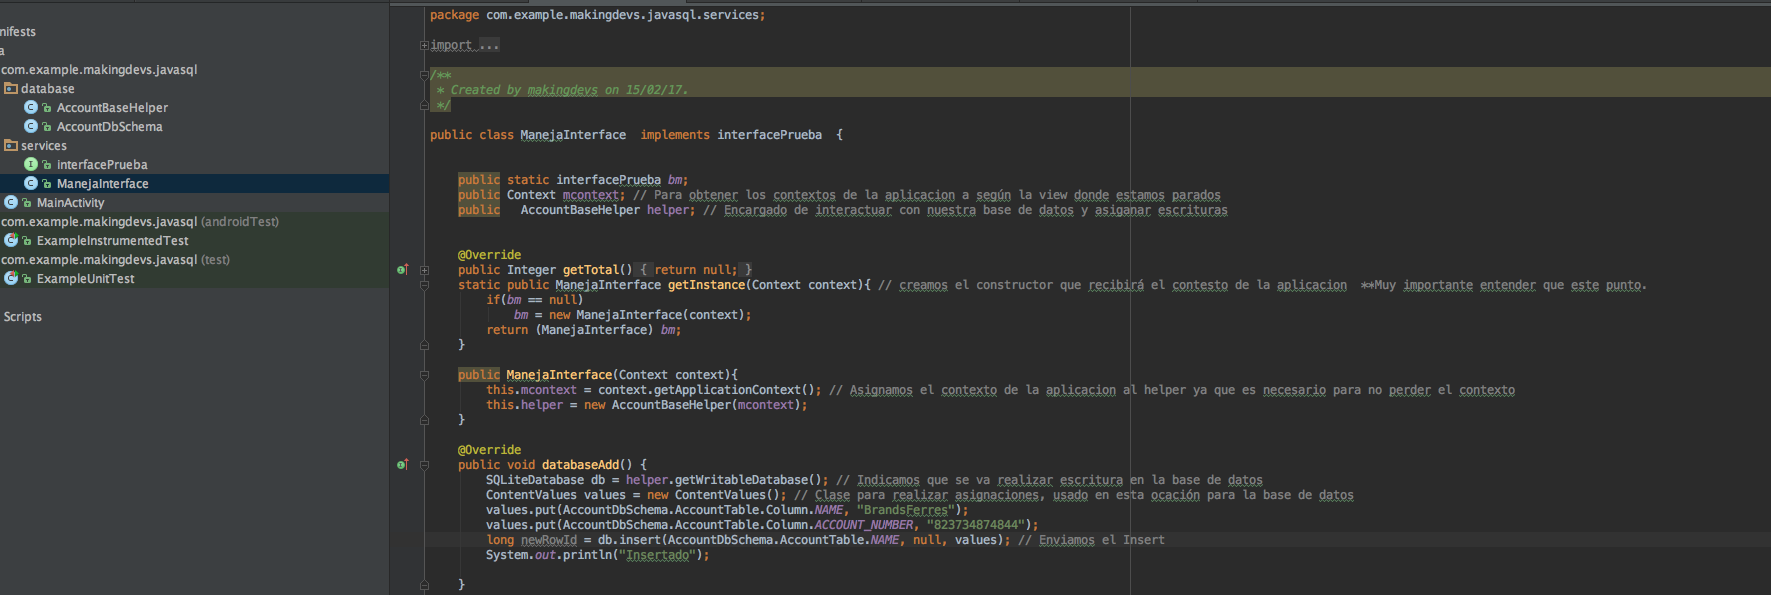 nifests
a
com.example.makingdevs.javasql
database
AccountBaseHelper
AccountDbSchema
services
interfacePrueba
ManejaInterface
MainActivity
com.example.makingdevs.javasql (androidTest)
ExampleInstrumentedTest
com.example.makingdevs.javasql (test)
ExampleUnitTest
Scripts
package com.example.makingdevs.javasql.services;
import ...
/**
* Created by makingdevs on 15/02/17.
*/
public class ManejaInterface  implements interfacePrueba  {
public static interfacePrueba bm;
public Context mcontext; // Para obtener los contextos de la aplicacion a según la view donde estamos parados
public   AccountBaseHelper helper; // Encargado de interactuar con nuestra base de datos y asiganar escrituras
@Override
public Integer getTotal() { return null; }
static public ManejaInterface getInstance(Context context){ // creamos el constructor que recibirá el contesto de la aplicacion  **Muy importante entender que este punto.
if(bm == null)
bm = new ManejaInterface(context);
return (ManejaInterface) bm;
}
public ManejaInterface(Context context){
this.mcontext = context.getApplicationContext(); // Asignamos el contexto de la aplicacion al helper ya que es necesario para no perder el contexto
this.helper = new AccountBaseHelper(mcontext);
}
@Override
public void databaseAdd() {
SQLiteDatabase db = helper.getWritableDatabase(); // Indicamos que se va realizar escritura en la base de datos
ContentValues values = new ContentValues(); // Clase para realizar asignaciones, usado en esta ocación para la base de datos
values.put(AccountDbSchema.AccountTable.Column.NAME, "BrandsFerres");
values.put(AccountDbSchema.AccountTable.Column.ACCOUNT_NUMBER, "823734874844");
long newRowId = db.insert(AccountDbSchema.AccountTable.NAME, null, values); // Enviamos el Insert
System.out.println("Insertado");
}